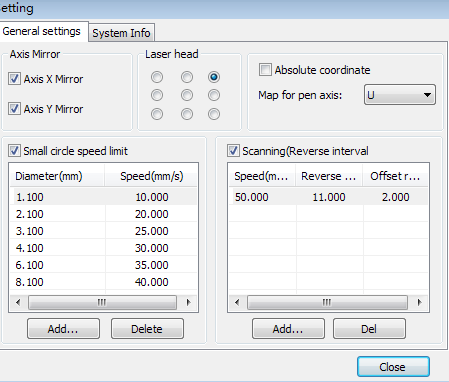 etting
General settings
System Info
Axis Mirror
Axis X Mirror
Axis Y Mirror
Laser head
Absolute coordinate
Map for pen axis: U
Small circle speed limit
Diameter(mm) Speed(mm/s)
1.100 10.000
2.100 20.000
3.100 25.000
4.100 30.000
6.100 35.000
8.100 40.000
Add... Delete
Scanning(Reverse interval
Speed(m... Reverse ... Offset r...
50.000 11.000 2.000
Add... Del
Close